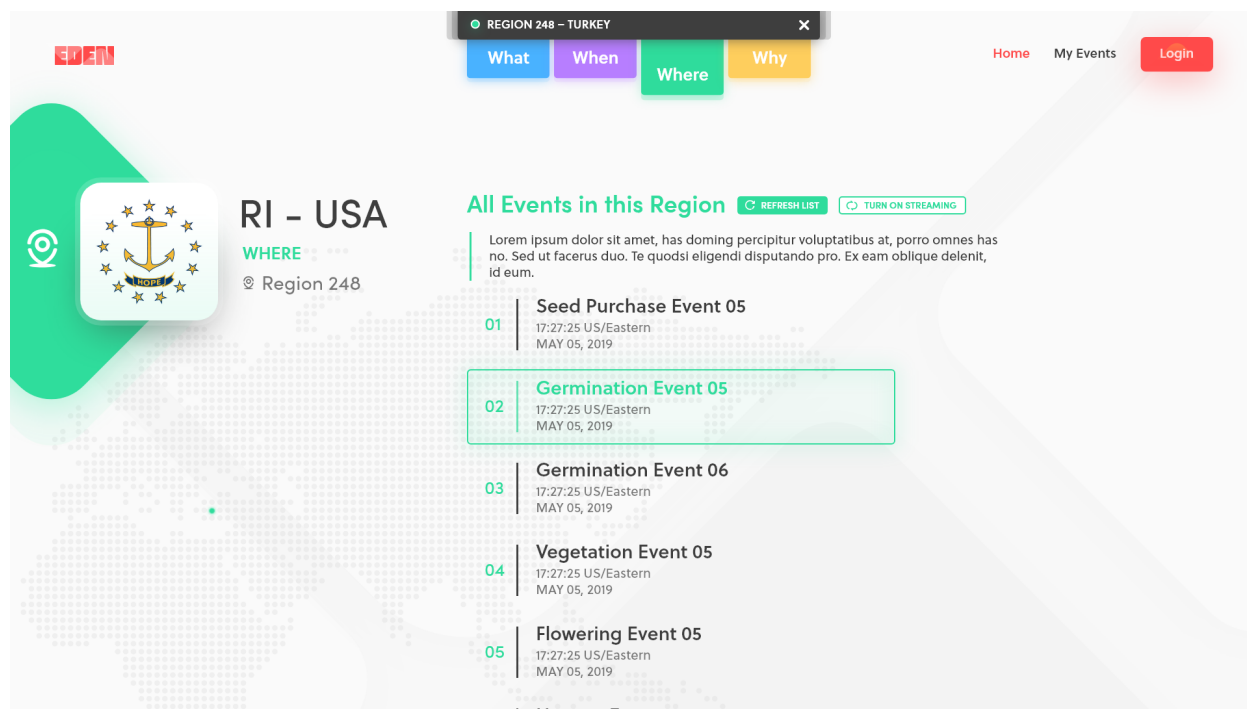 REGION 248 – TURKEY
EDEN
What
When
Where
Why
Home
My Events
Login
HOPE
RI - USA
WHERE
Region 248
All Events in this Region
REFRESH LIST
TURN ON STREAMING
Lorem ipsum dolor sit amet, has doming percipitur voluptatibus at, porro omnes has
no. Sed ut facerus duo. Te quodsi eligendi disputando pro. Ex eam oblique delenit,
id eum.
01
Seed Purchase Event 05
17:27:25 US/Eastern
MAY 05, 2019
02
Germination Event 05
17:27:25 US/Eastern
MAY 05, 2019
03
Germination Event 06
17:27:25 US/Eastern
MAY 05, 2019
04
Vegetation Event 05
17:27:25 US/Eastern
MAY 05, 2019
05
Flowering Event 05
17:27:25 US/Eastern
MAY 05, 2019